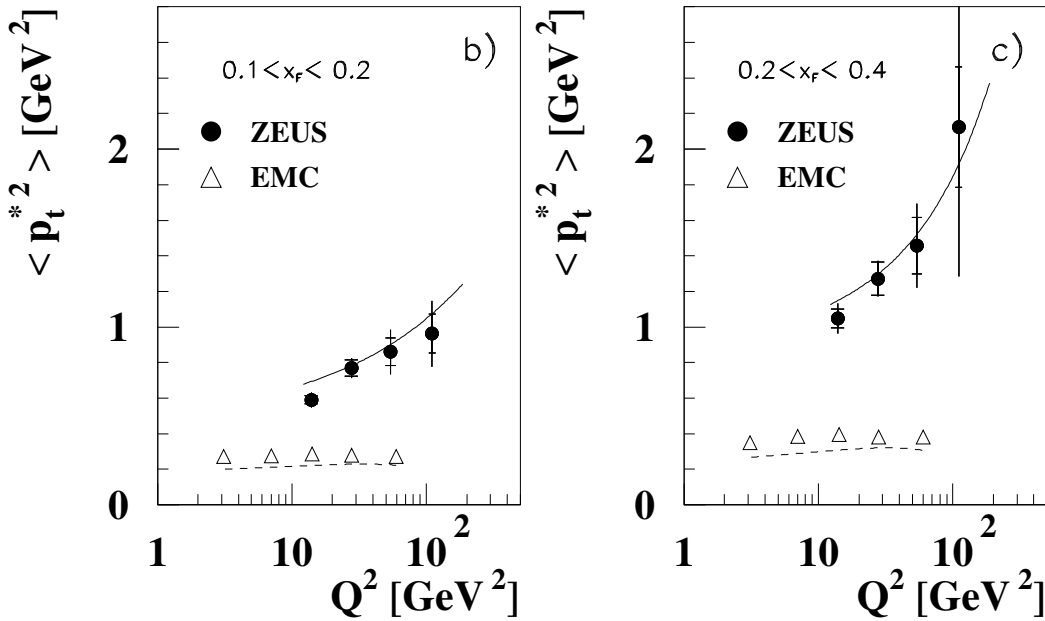 b)
0.1<x_F< 0.2
ZEUS
EMC
< p_t^*2 > [GeV^2]
2
1
0
1 10 10^2
Q^2 [GeV^2]
c)
0.2<x_F< 0.4
ZEUS
EMC
< p_t^*2 > [GeV^2]
2
1
0
1 10 10^2
Q^2 [GeV^2]